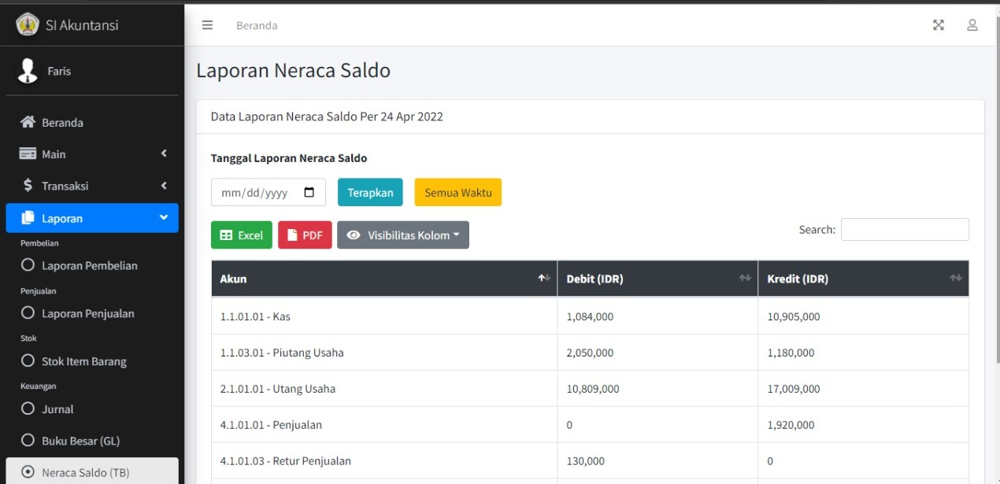 SI Akuntansi
Beranda
Faris
Beranda
Main
Transaksi
Laporan
Pembelian
Laporan Pembelian
Penjualan
Laporan Penjualan
Stok
Stok Item Barang
Keuangan
Jurnal
Buku Besar (GL)
Neraca Saldo (TB)
Laporan Neraca Saldo
Data Laporan Neraca Saldo Per 24 Apr 2022
Tanggal Laporan Neraca Saldo
mm/dd/yyyy Terapkan Semua Waktu
Excel PDF Visibilitas Kolom Search:
Akun Debit (IDR) Kredit (IDR)
1.1.01.01 - Kas 1,084,000 10,905,000
1.1.03.01 - Piutang Usaha 2,050,000 1,180,000
2.1.01.01 - Utang Usaha 10,809,000 17,009,000
4.1.01.01 - Penjualan 0 1,920,000
4.1.01.03 - Retur Penjualan 130,000 0